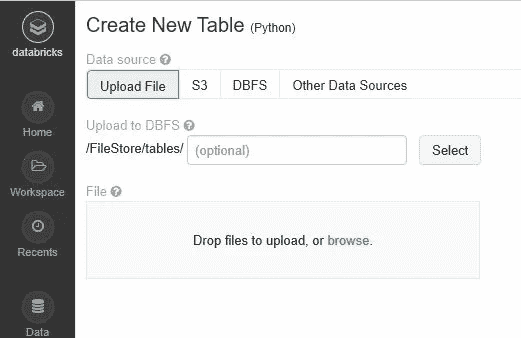 databricks
Home
Workspace
Recents
Data
Create New Table (Python)
Data source ?
Upload File S3 DBFS Other Data Sources
Upload to DBFS ?
/FileStore/tables/ (optional) Select
File ?
Drop files to upload, or browse.